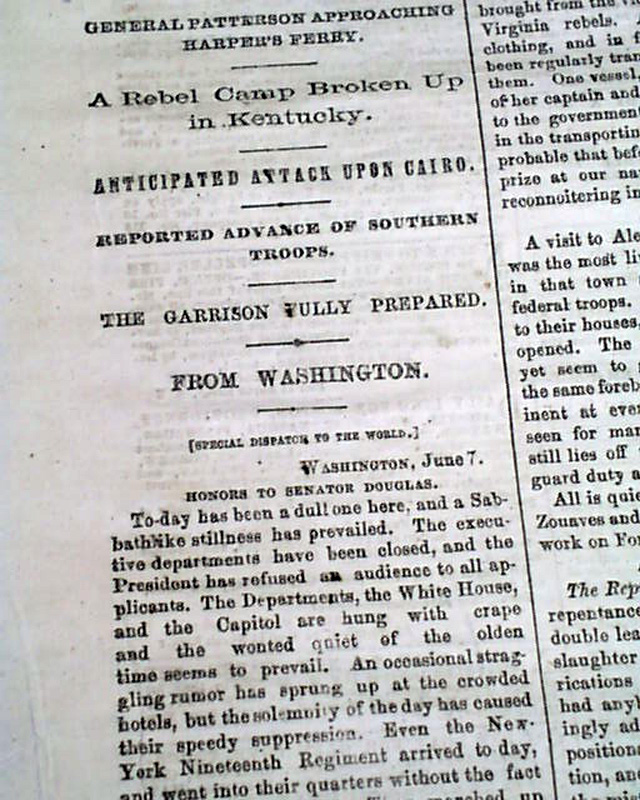 GENERAL PATTERSON APPROACHING
HARPER'S FERRY.
A Rebel Camp Broken Up
in Kentucky.
ANTICIPATED ATTACK UPON CAIRO.
REPORTED ADVANCE OF SOUTHERN
TROOPS.
THE GARRISON FULLY PREPARED.
FROM WASHINGTON.
[SPECIAL DISPATCH TO THE WORLD.]
WASHINGTON, June 7.
HONORS TO SENATOR DOUGLAS.
To-day has been a dull one here, and a Sab-
bathlike stillness has prevailed. The execu-
tive departments have been closed, and the
President has refused an audience to all ap-
plicants. The Departments, the White House,
and the Capitol are hung with crape
and the wonted quiet of the olden
time seems to prevail. An occasional strag-
gling rumor has sprung up at the crowded
hotels, but the solemnity of the day has caused
their speedy suppression. Even the New-
York Nineteenth Regiment arrived to day,
and went into their quarters without the fact
marched up
brought from the
Virginia rebels.
clothing, and in
been regularly
them. One vessel,
of her captain and
to the government
in the
probable that
prize at our
reconnoitering
A visit to
was the most
in that town
federal troops.
to their houses,
opened. The
yet seem to
the same
inent at
seen for
still lies off
guard duty
All is
Zouaves and
work on
The
repentance
double
slaughter
rications
had
ingly
position
tion,